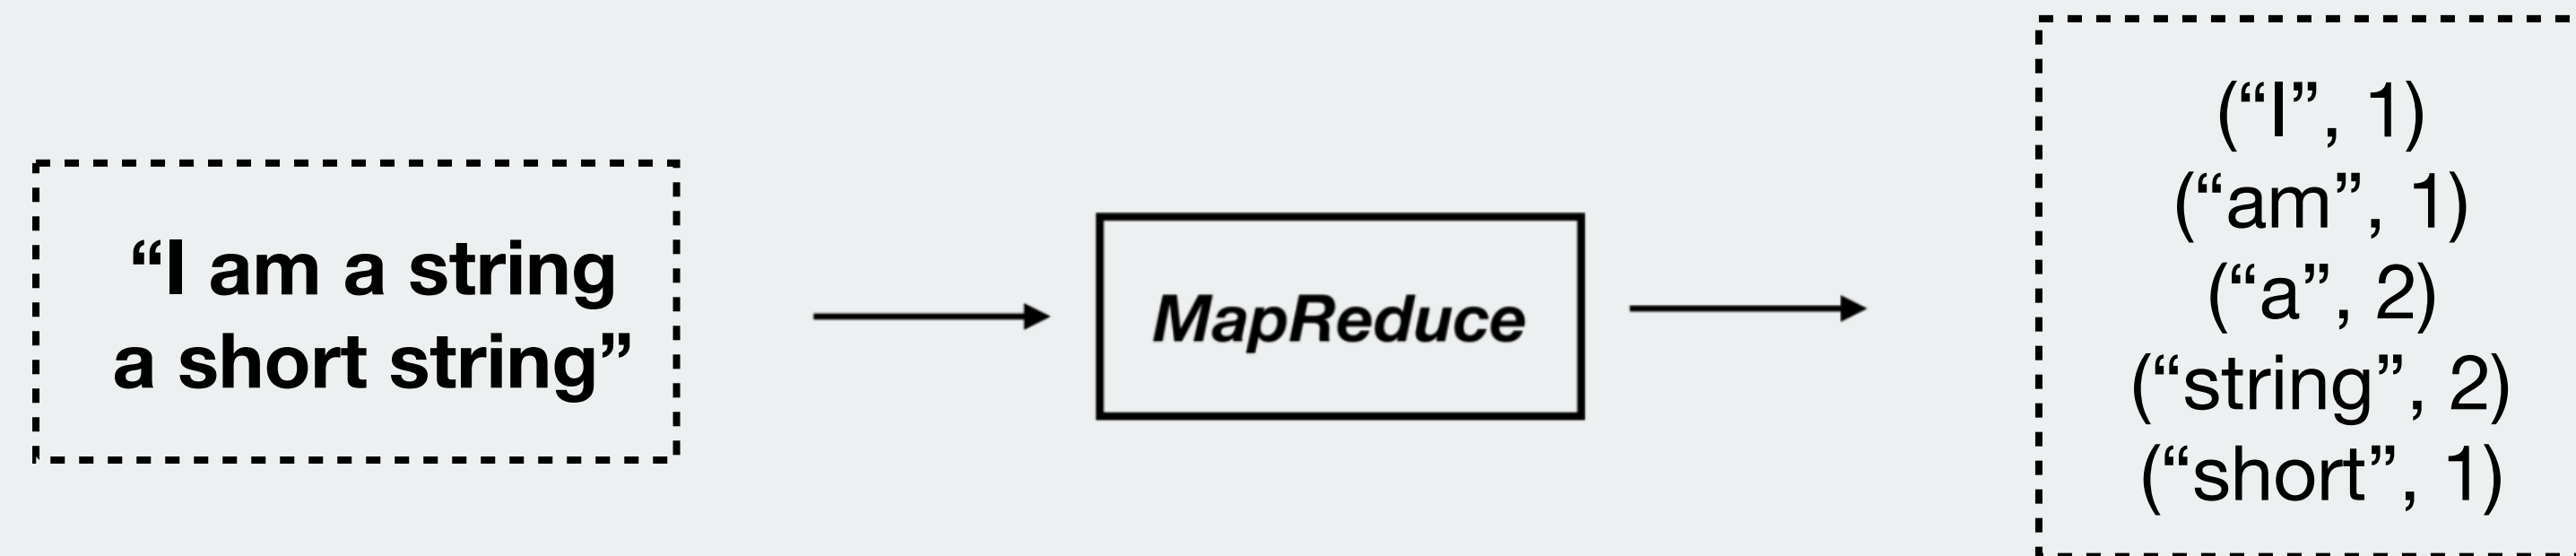 “I am a string
a short string”
MapReduce
(“I”, 1)
(“am”, 1)
(“a”, 2)
(“string”, 2)
(“short”, 1)